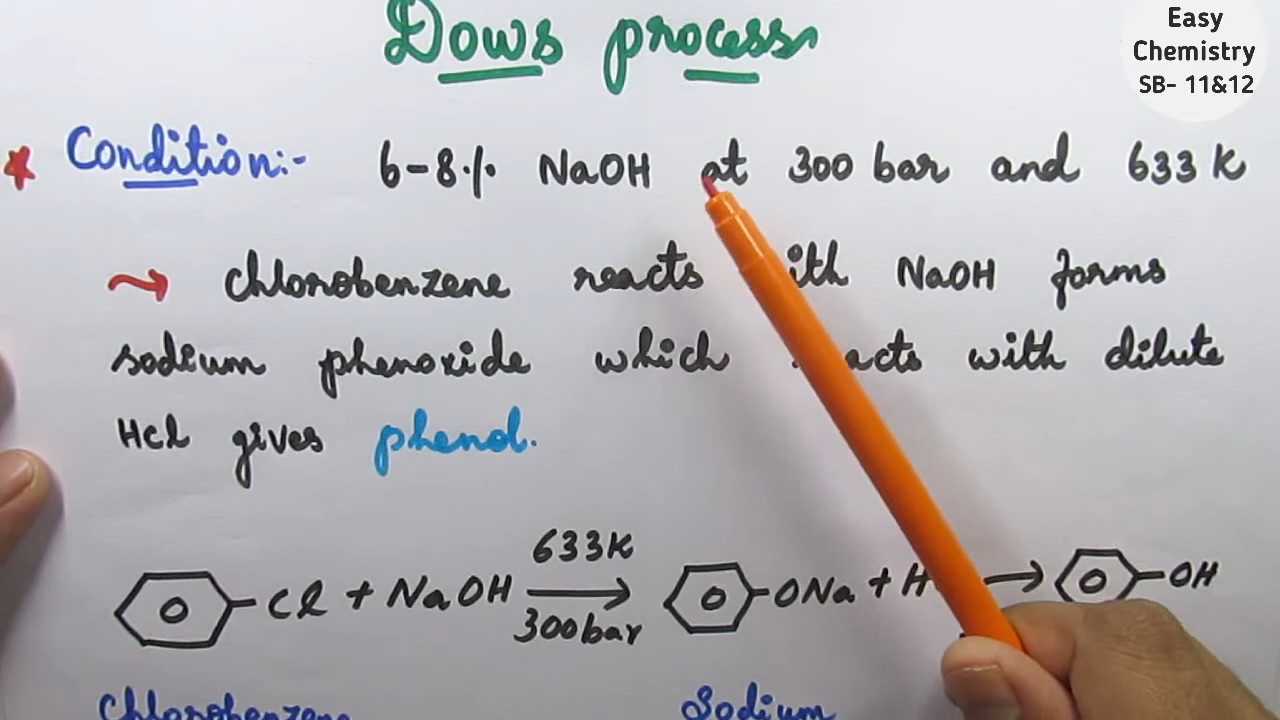 Easy
Chemistry
SB- 11&12
Dows process
Condition:- 6-8% NaOH at 300 bar and 633 K
chlorobenzene reacts NaOH forms
sodium phenoxide which with dilute
HCl gives phenol.
633K
Cl + NaOH → ONa + H → OH
300bar
Chlorobenzene Sodium